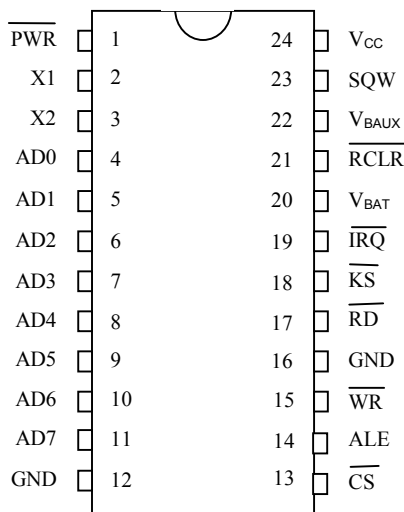 PWR 1 24 VCC
X1 2 23 SQW
X2 3 22 VBAUX
AD0 4 21 RCLR
AD1 5 20 VBAT
AD2 6 19 IRQ
AD3 7 18 KS
AD4 8 17 RD
AD5 9 16 GND
AD6 10 15 WR
AD7 11 14 ALE
GND 12 13 CS